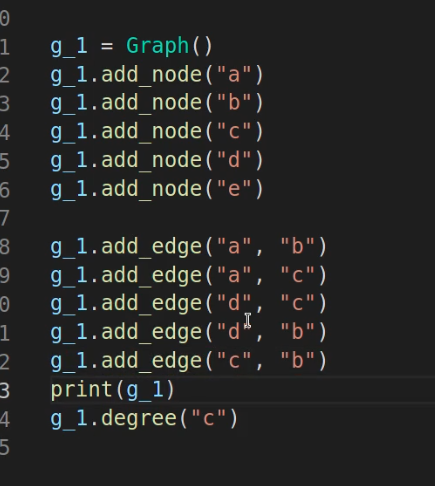 0
1 g_1 = Graph()
2 g_1.add_node("a")
3 g_1.add_node("b")
4 g_1.add_node("c")
5 g_1.add_node("d")
6 g_1.add_node("e")
7
8 g_1.add_edge("a", "b")
9 g_1.add_edge("a", "c")
0 g_1.add_edge("d", "c")
1 g_1.add_edge("d", "b")
2 g_1.add_edge("c", "b")
3 print(g_1)
4 g_1.degree("c")
5